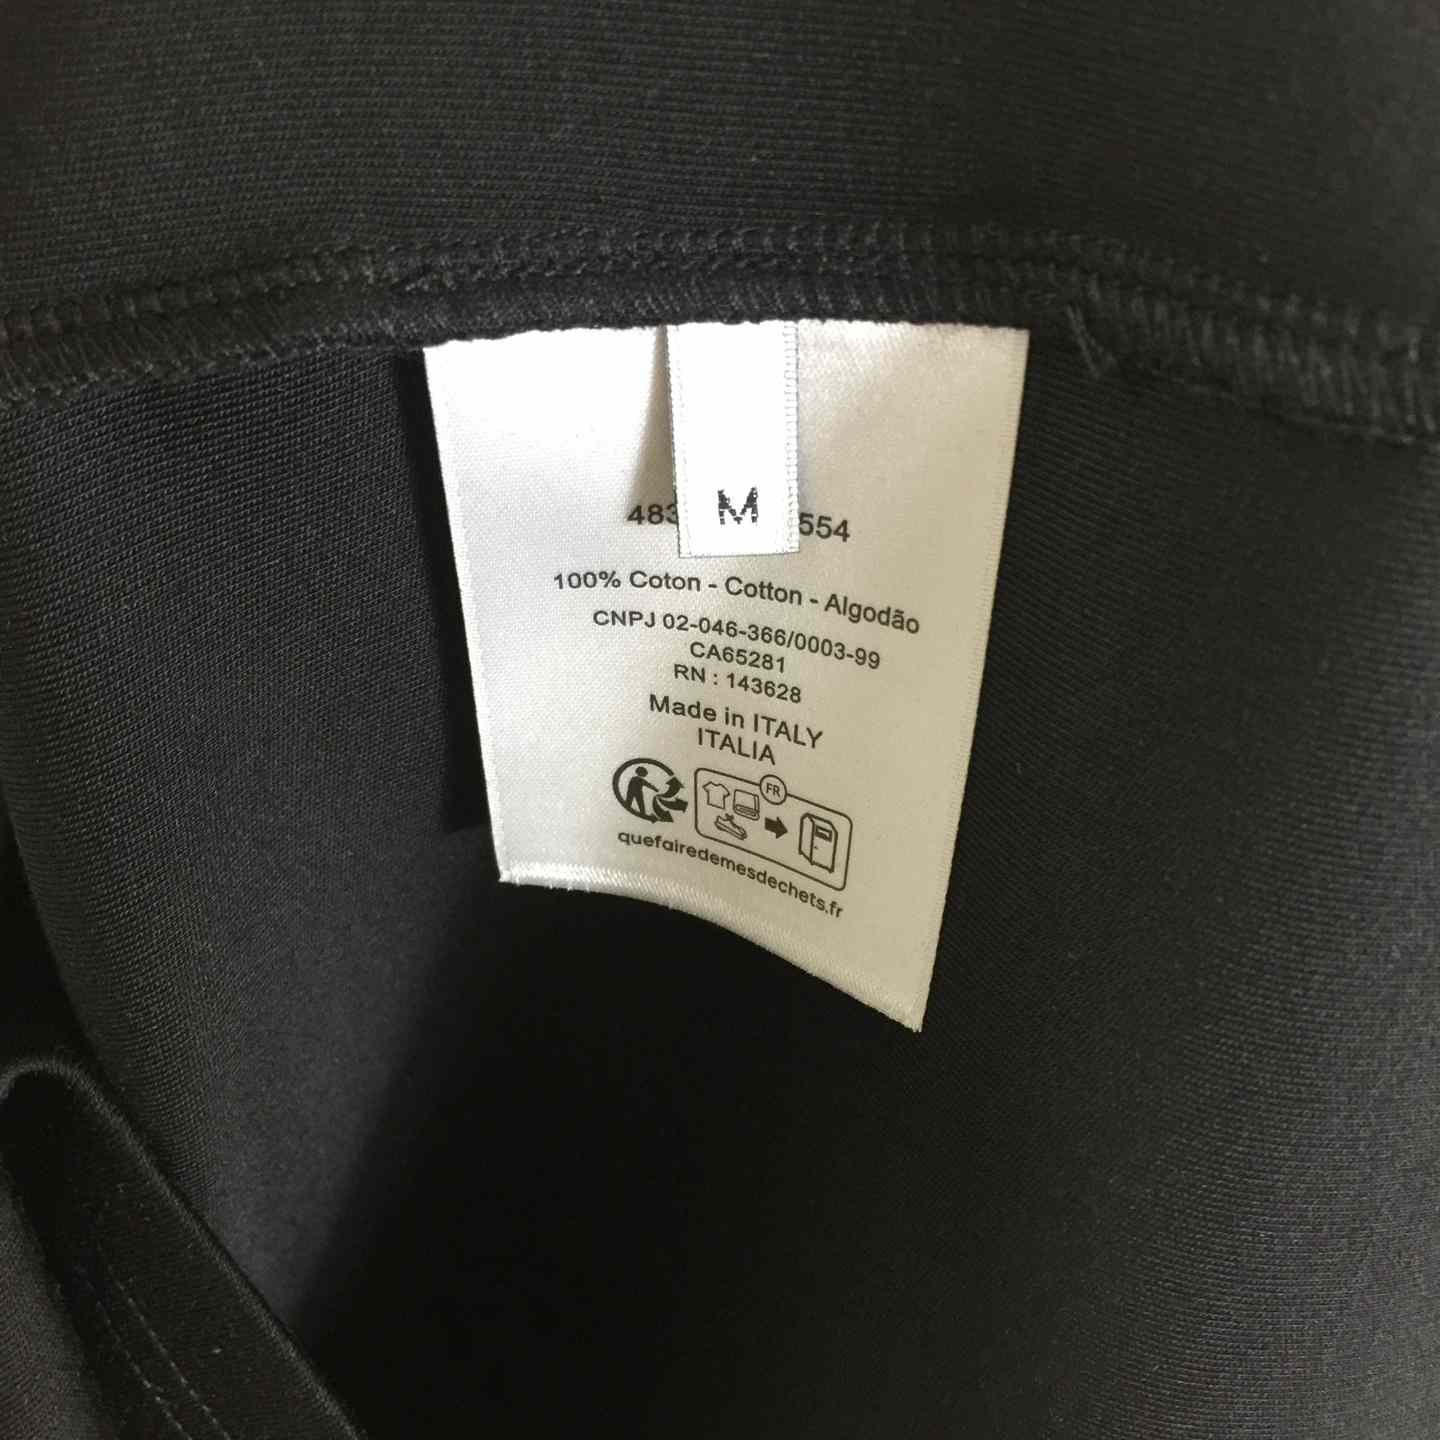 M
483 554
100% Coton - Cotton - Algodão
CNPJ 02-046-366/0003-99
CA65281
RN : 143628
Made in ITALY
ITALIA
FR
quefairedemesdechets.fr